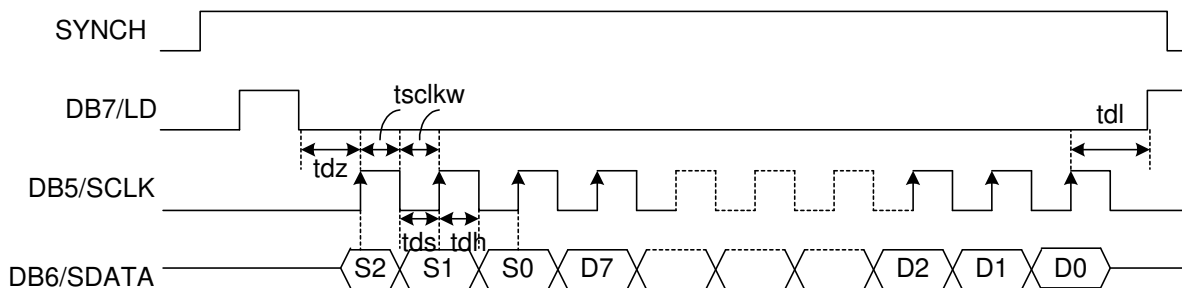 SYNCH
DB7/LD
tsclkw
tdl
tdz
DB5/SCLK
tds tdh
DB6/SDATA S2 S1 S0 D7 D2 D1 D0